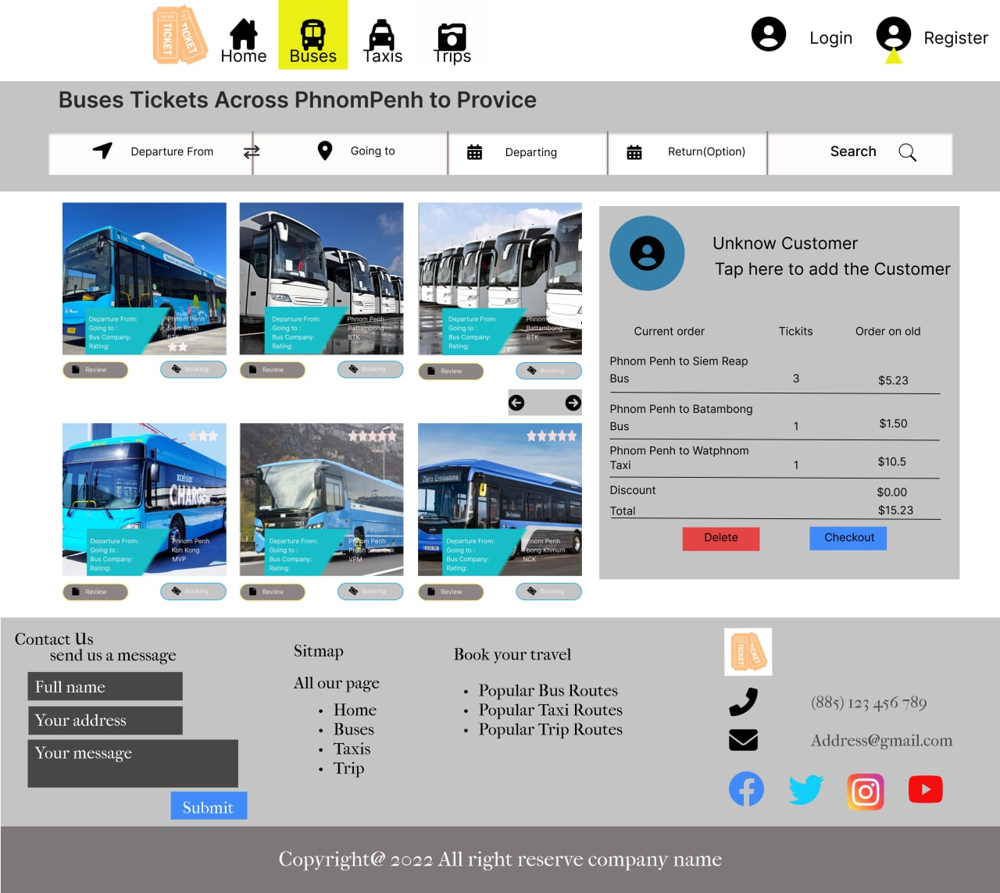 TICKET
TICKET
Home
Buses
Taxis
Trips
Login
Register
Buses Tickets Across PhnomPenh to Provice
Departure From
Going to
Departing
Return(Option)
Search
Departure From: Phnom Penh
Going to : Siem Reap
Bus Company: BTK
Rating:
Departure From: Phnom Penh
Going to : Battambong
Bus Company: BTK
Rating:
Departure From: Phnom Penh
Going to : Battambong
Bus Company: BTK
Rating:
Review
Booking
Review
Booking
Review
Booking
xcelsior
CHARGE
Departure From: Phnom Penh
Going to : Koh Kong
Bus Company: MVP
Rating:
Departure From: Phnom Penh
Going to : Preah Sihanouk
Bus Company: VPM
Rating:
Zero Emissions
Zero Emissions
Departure From: Phnom Penh
Going to : Tbong Khmum
Bus Company: NCK
Rating:
Review
Booking
Review
Booking
Review
Booking
Unknow Customer
Tap here to add the Customer
Current order Tickits Order on old
Phnom Penh to Siem Reap
Bus 3 $5.23
Phnom Penh to Batambong
Bus 1 $1.50
Phnom Penh to Watphnom
Taxi 1 $10.5
Discount $0.00
Total $15.23
Delete
Checkout
Contact Us
send us a message
Full name
Your address
Your message
Submit
Sitmap
All our page
• Home
• Buses
• Taxis
• Trip
Book your travel
• Popular Bus Routes
• Popular Taxi Routes
• Popular Trip Routes
TICKET
TICKET
(885) 123 456 789
Address@gmail.com
Copyright@ 2022 All right reserve company name